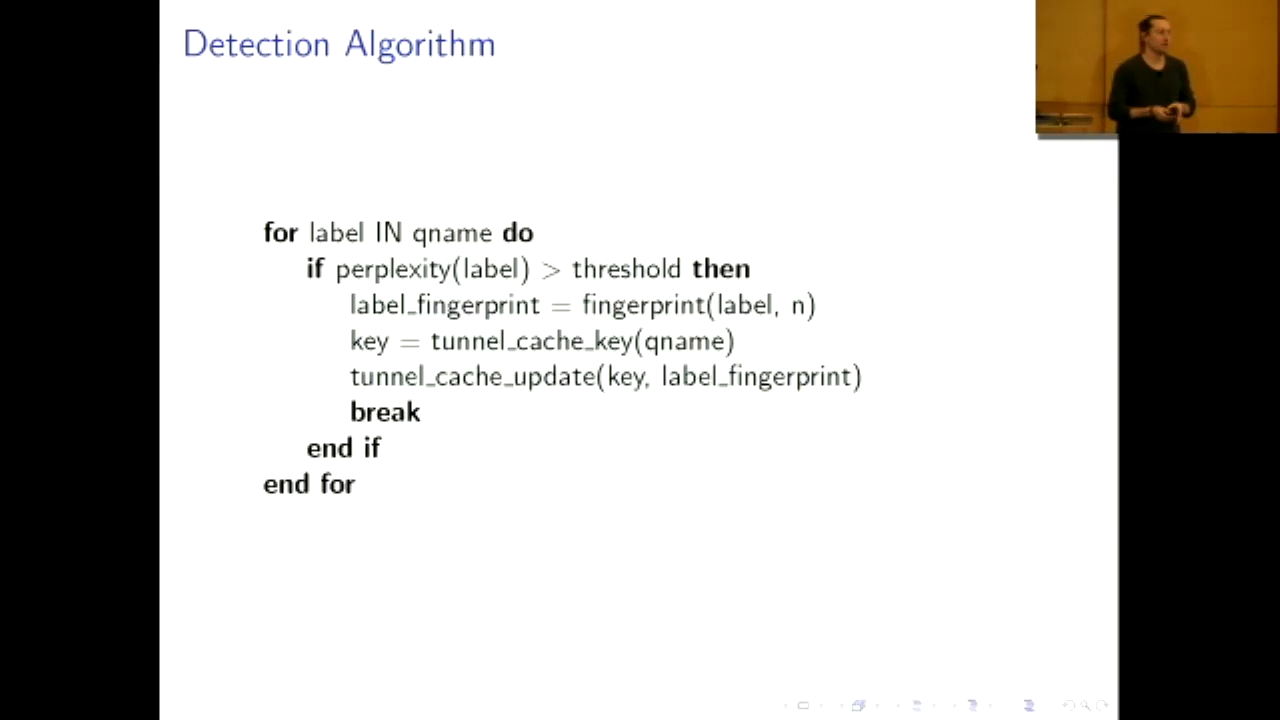 Detection Algorithm
for label IN qname do
if perplexity(label) > threshold then
label_fingerprint = fingerprint(label, n)
key = tunnel_cache_key(qname)
tunnel_cache_update(key, label_fingerprint)
break
end if
end for